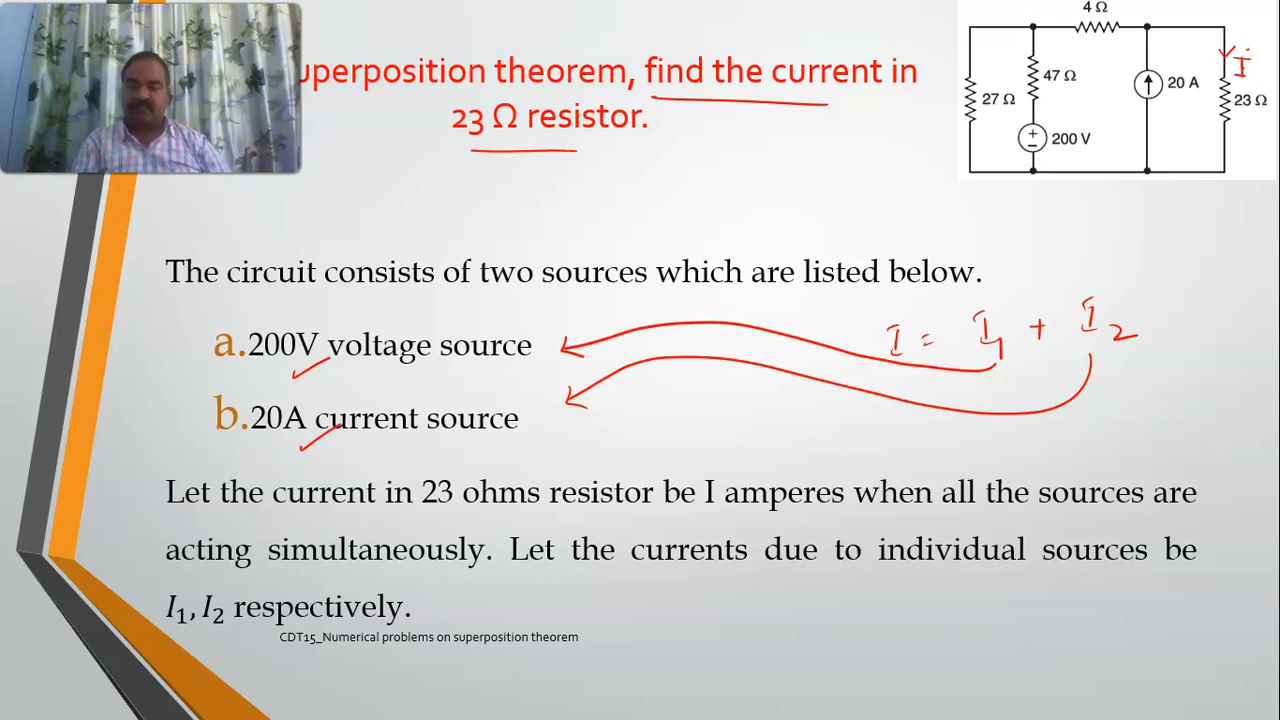 uperposition theorem, find the current in
23 Ω resistor.
4 Ω
27 Ω
47 Ω
200 V
20 A
23 Ω
I
The circuit consists of two sources which are listed below.
a.200V voltage source
b.20A current source
I = I1 + I2
Let the current in 23 ohms resistor be I amperes when all the sources are
acting simultaneously. Let the currents due to individual sources be
I₁, I₂ respectively.
CDT15_Numerical problems on superposition theorem